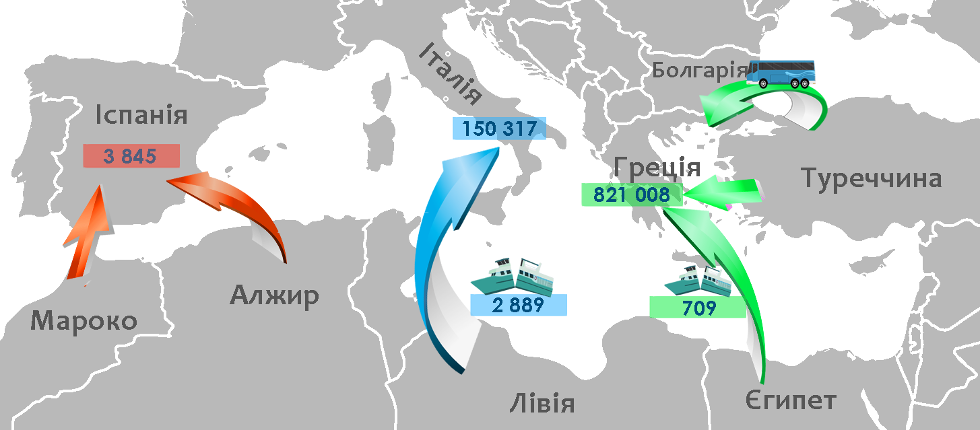 Італія
Болгарія
Іспанія
150 317
3 845
Греція
Туреччина
821 008
Алжир
2 889
709
Мароко
Лівія
Єгипет